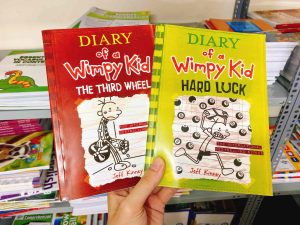 DIARY
of a
Wimpy Kid
THE THIRD WHEEL
Jeff Kinney
DIARY
of a
Wimpy Kid
HARD LUCK
Jeff Kinney